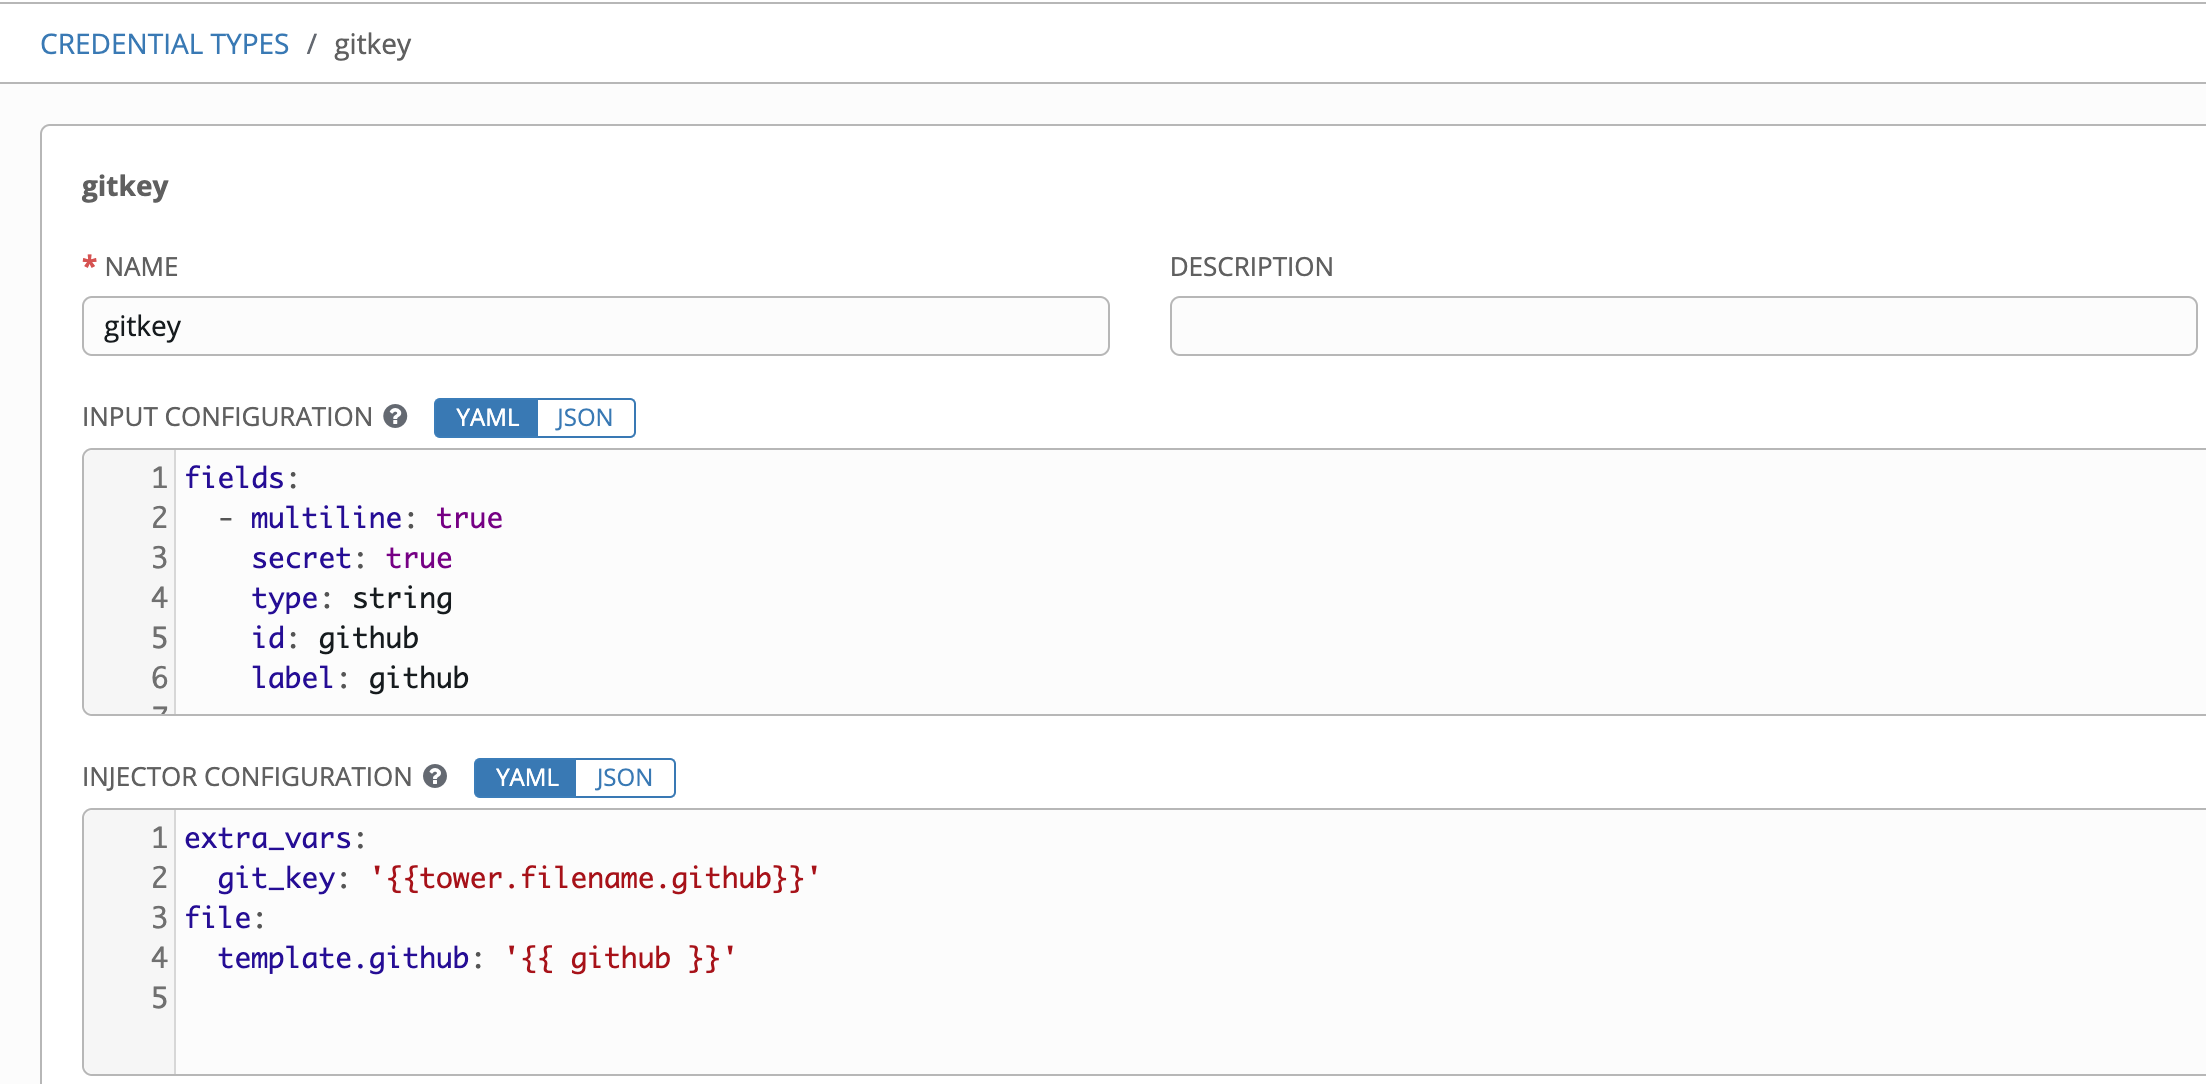 CREDENTIAL TYPES / gitkey
gitkey
* NAME
gitkey
DESCRIPTION
INPUT CONFIGURATION ? YAML JSON
1 fields:
2   - multiline: true
3     secret: true
4     type: string
5     id: github
6     label: github
7
INJECTOR CONFIGURATION ? YAML JSON
1 extra_vars:
2   git_key: '{{tower.filename.github}}'
3 file:
4   template.github: '{{ github }}'
5